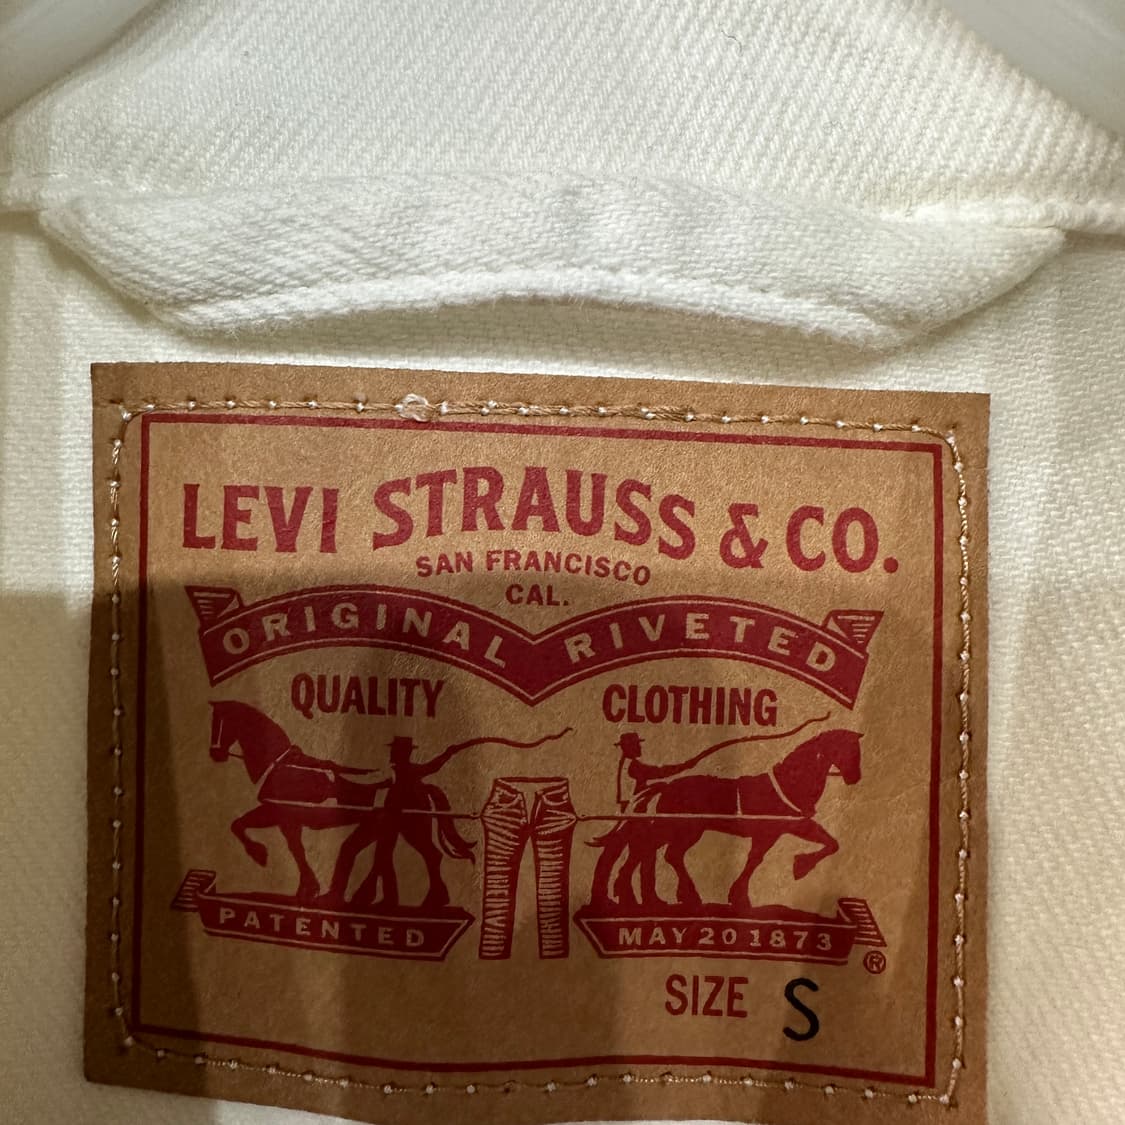 LEVI STRAUSS & CO.
SAN FRANCISCO
CAL.
ORIGINAL RIVETED
QUALITY CLOTHING
PATENTED MAY 20 1873
®
SIZE S